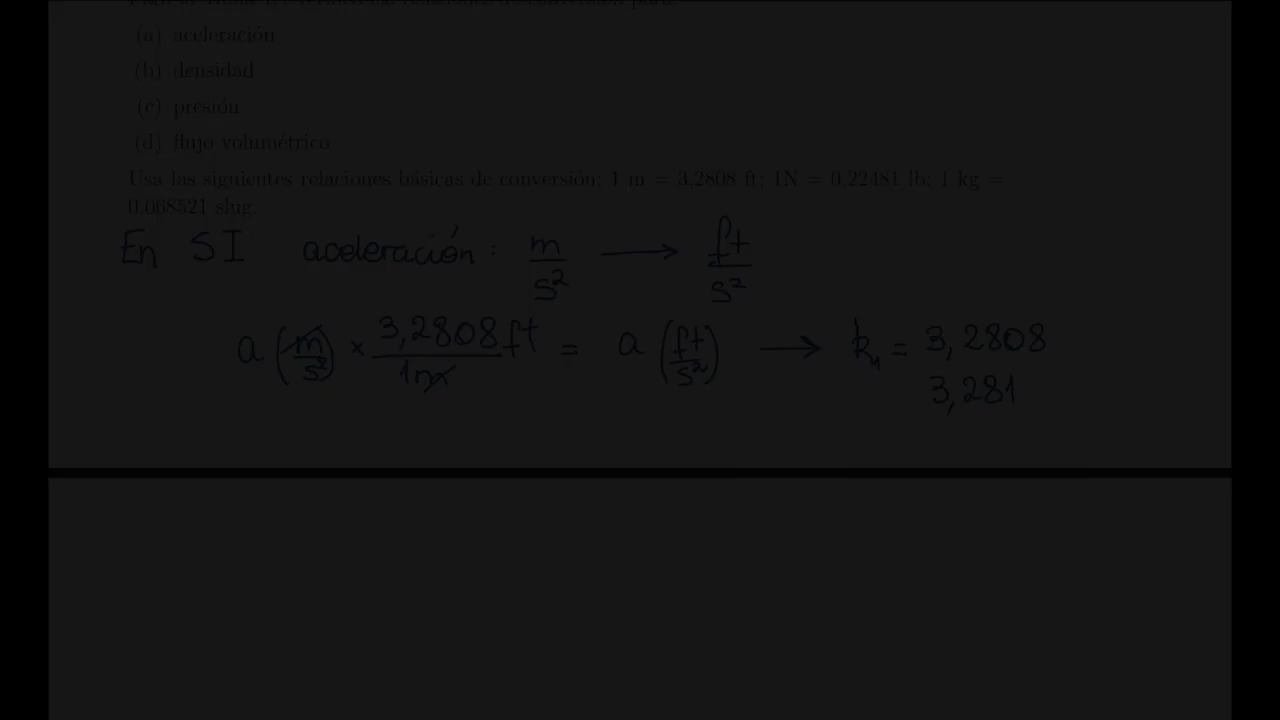 (a) aceleración
(b) densidad
(c) presión
(d) flujo volumétrico
Usa las siguientes relaciones básicas de conversión: 1 m = 3,2808 ft; 1N = 0,22481 lb; 1 kg =
0,068521 slug.
En SI aceleración: m/s² → ft/s²
a (m/s²) × 3,2808 ft / 1m = a (ft/s²) → k₁ = 3,2808
3,281